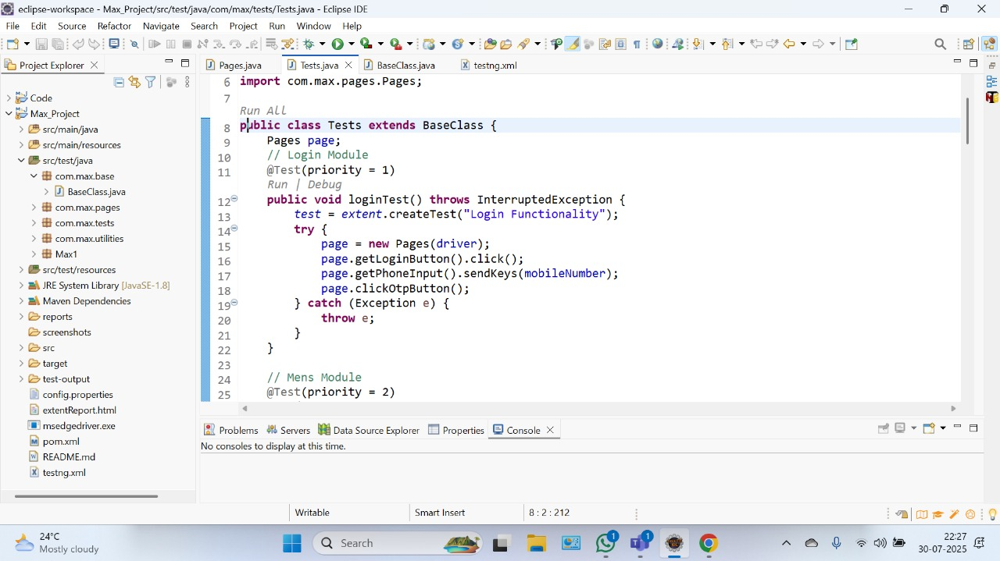 eclipse-workspace - Max_Project/src/test/java/com/max/tests/Tests.java - Eclipse IDE
File Edit Source Refactor Navigate Search Project Run Window Help
Project Explorer
Code
Max_Project
src/main/java
src/main/resources
src/test/java
com.max.base
BaseClass.java
com.max.pages
com.max.tests
com.max.utilities
Max1
src/test/resources
JRE System Library [JavaSE-1.8]
Maven Dependencies
reports
screenshots
src
target
test-output
config.properties
extentReport.html
msedgedriver.exe
pom.xml
README.md
testng.xml
Pages.java Tests.java BaseClass.java testng.xml
6 import com.max.pages.Pages;
7
Run All
8 public class Tests extends BaseClass {
9 Pages page;
10 // Login Module
11 @Test(priority = 1)
Run | Debug
12 public void loginTest() throws InterruptedException {
13 test = extent.createTest("Login Functionality");
14 try {
15 page = new Pages(driver);
16 page.getLoginButton().click();
17 page.getPhoneInput().sendKeys(mobileNumber);
18 page.clickOtpButton();
19 } catch (Exception e) {
20 throw e;
21 }
22 }
23
24 // Mens Module
25 @Test(priority = 2)
Problems Servers Data Source Explorer Properties Console
No consoles to display at this time.
Writable Smart Insert 8 : 2 : 212
24°C
Mostly cloudy
Search
1
1
22:27
30-07-2025